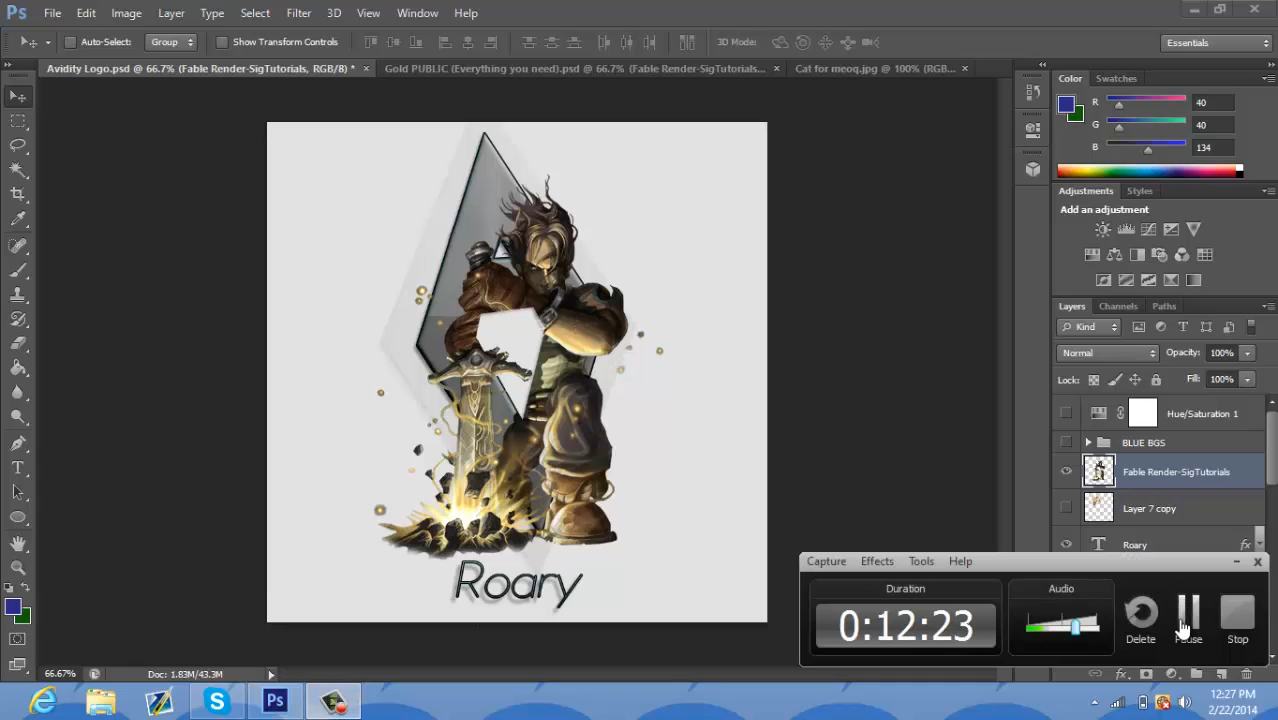 Ps File Edit Image Layer Type Select Filter 3D View Window Help
Auto-Select: Group Show Transform Controls 3D Mode: Essentials
Avidity Logo.psd @ 66.7% (Fable Render-SigTutorials, RGB/8) * × Gold PUBLIC (Everything you need).psd @ 66.7% (Fable Render-SigTutorials... × Cat for meoq.jpg @ 100% (RGB... ×
Color Swatches
R 40
G 40
B 134
Adjustments Styles
Add an adjustment
Layers Channels Paths
Kind
Normal Opacity: 100%
Lock: Fill: 100%
Hue/Saturation 1
BLUE BGS
Fable Render-SigTutorials
Layer 7 copy
T Roary fx
Roary
Capture Effects Tools Help
Duration Audio
0:12:23
Delete Pause Stop
66.67% Doc: 1.83M/43.3M
Ps
12:27 PM
2/22/2014